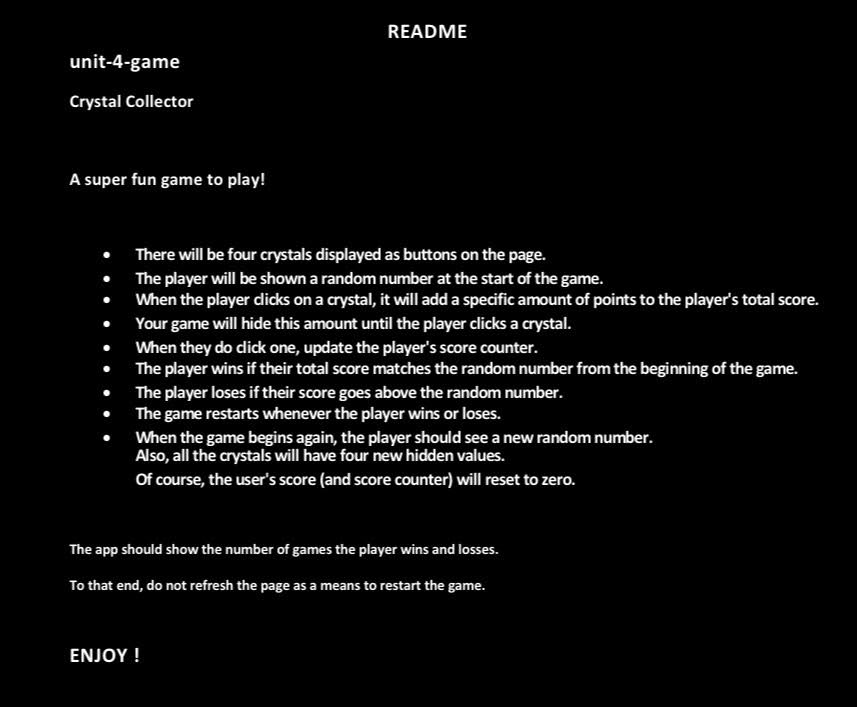 README
unit-4-game
Crystal Collector
A super fun game to play!
• There will be four crystals displayed as buttons on the page.
• The player will be shown a random number at the start of the game.
• When the player clicks on a crystal, it will add a specific amount of points to the player's total score.
• Your game will hide this amount until the player clicks a crystal.
• When they do click one, update the player's score counter.
• The player wins if their total score matches the random number from the beginning of the game.
• The player loses if their score goes above the random number.
• The game restarts whenever the player wins or loses.
• When the game begins again, the player should see a new random number.
Also, all the crystals will have four new hidden values.
Of course, the user's score (and score counter) will reset to zero.
The app should show the number of games the player wins and losses.
To that end, do not refresh the page as a means to restart the game.
ENJOY !